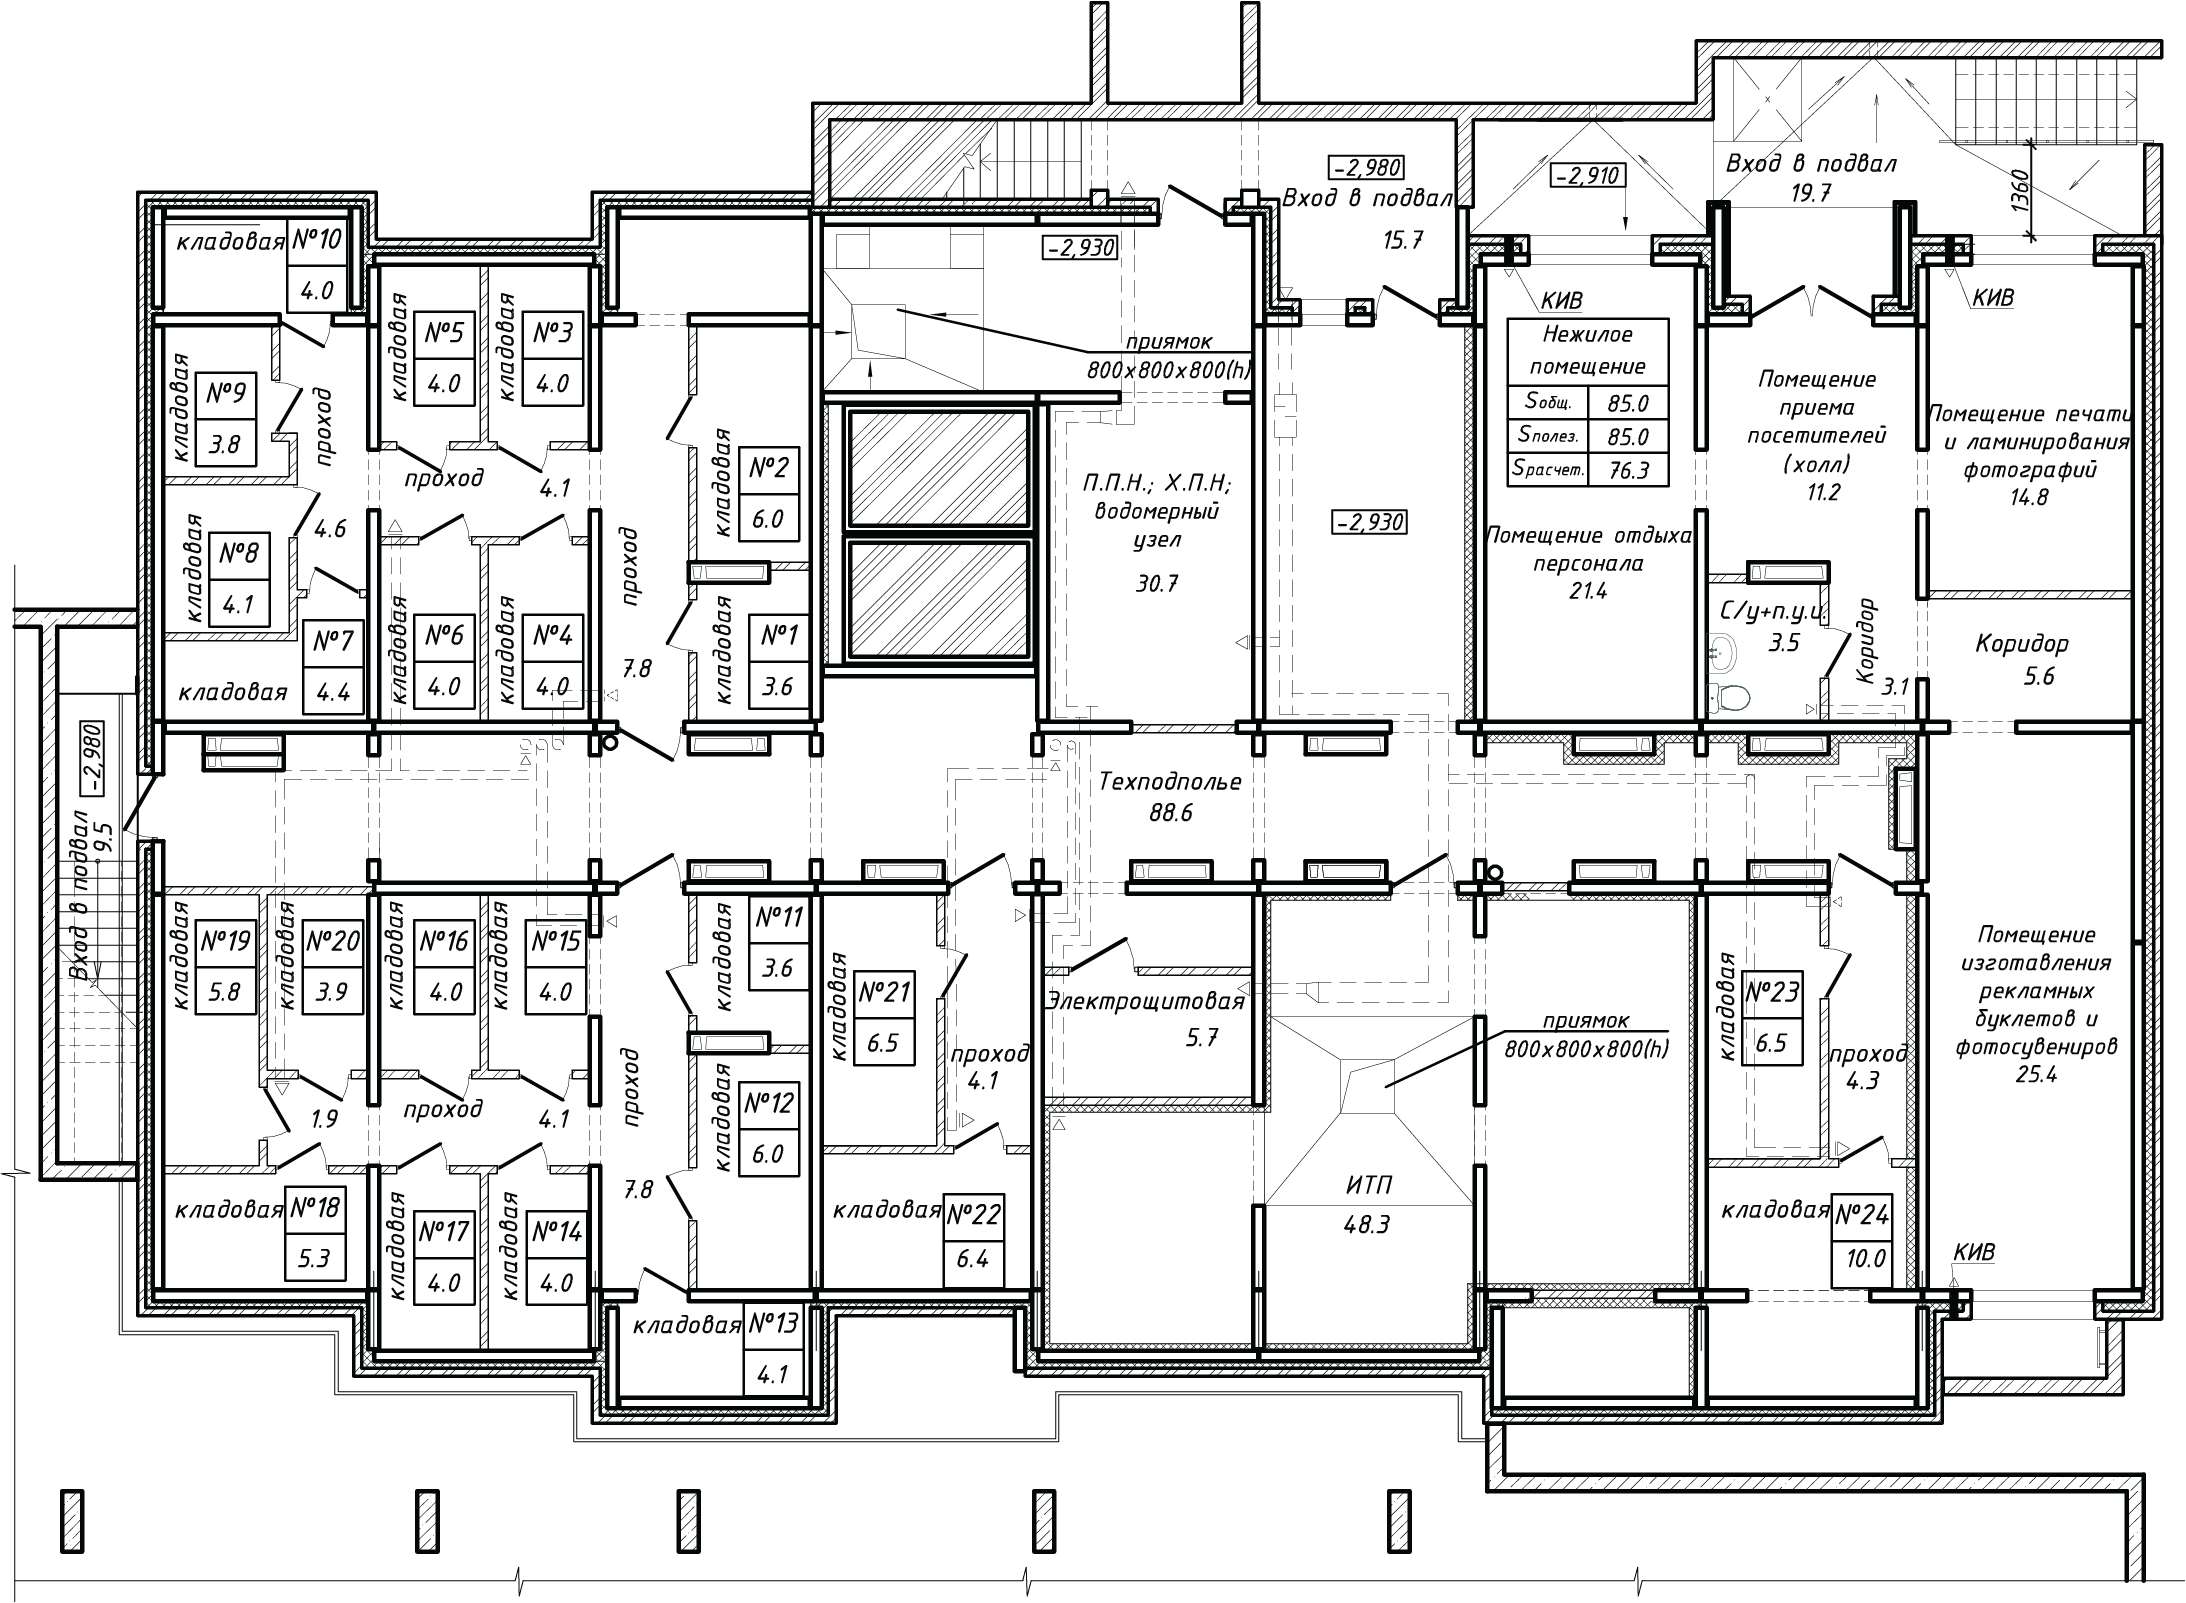 -2,980
Вход в подвал
15.7
-2,910
Вход в подвал
19.7
1360
кладовая
№10
4.0
-2,930
КИВ
КИВ
кладовая
№9
3.8
проход
4.6
кладовая
№5
4.0
кладовая
№3
4.0
проход
4.1
кладовая
№2
6.0
приямок
800х800х800(h)
Нежилое
помещение
Sобщ.
85.0
Sполез.
85.0
Sрасчет.
76.3
Помещение
приема
посетителей
(холл)
11.2
Помещение печати
и ламинирования
фотографий
14.8
П.П.Н.; Х.П.Н;
водомерный
узел
30.7
-2,930
Помещение отдыха
персонала
21.4
кладовая
№8
4.1
№7
кладовая
4.4
кладовая
№6
4.0
кладовая
№4
4.0
проход
7.8
кладовая
№1
3.6
С/у+п.у.и.
3.5
Коридор
3.1
Коридор
5.6
-2,980
Вход в подвал
9.5
Техподполье
88.6
кладовая
№19
5.8
кладовая
№20
3.9
кладовая
№16
4.0
кладовая
№15
4.0
кладовая
№11
3.6
кладовая
№21
6.5
Электрощитовая
5.7
приямок
800х800х800(h)
кладовая
№23
6.5
Помещение
изготавления
рекламных
буклетов и
фотосувениров
25.4
проход
4.1
проход
4.3
1.9
проход
4.1
проход
7.8
кладовая
№12
6.0
ИТП
48.3
кладовая
№18
5.3
кладовая
№17
4.0
кладовая
№14
4.0
кладовая
№22
6.4
кладовая
№24
10.0
КИВ
кладовая
№13
4.1